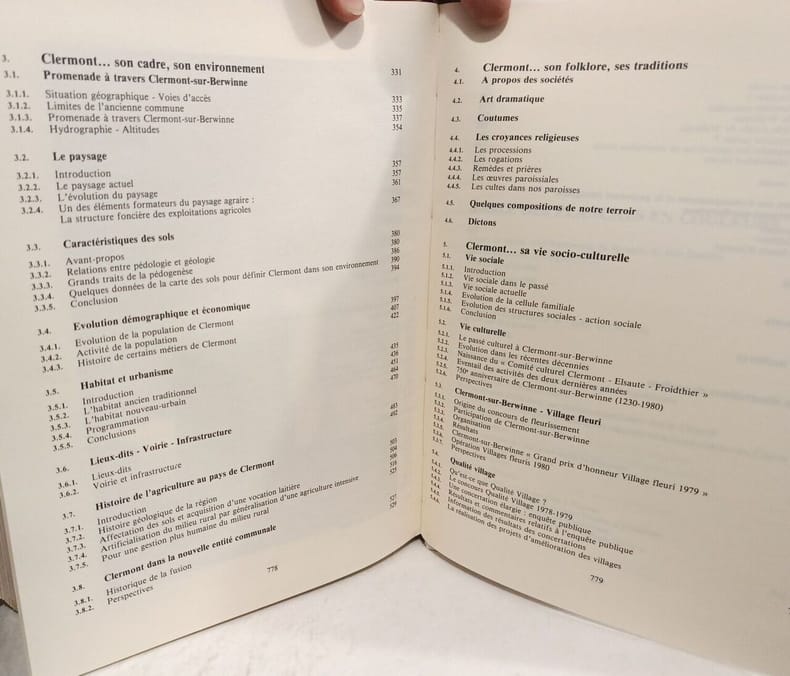 3. Clermont... son cadre, son environnement
3.1. Promenade à travers Clermont-sur-Berwinne 331
3.1.1. Situation géographique - Voies d'accès 333
3.1.2. Limites de l'ancienne commune 335
3.1.3. Promenade à travers Clermont-sur-Berwinne 337
3.1.4. Hydrographie - Altitudes 354
3.2. Le paysage
3.2.1. Introduction 357
3.2.2. Le paysage actuel 357
3.2.3. L'évolution du paysage 361
3.2.4. Un des éléments formateurs du paysage agraire :
La structure foncière des exploitations agricoles 367
3.3. Caractéristiques des sols
3.3.1. Avant-propos 380
3.3.2. Relations entre pédologie et géologie 380
3.3.3. Grands traits de la pédogenèse 386
3.3.4. Quelques données de la carte des sols pour définir Clermont dans son environnement 390
3.3.5. Conclusion 394
3.4. Evolution démographique et économique
3.4.1. Evolution de la population de Clermont 397
3.4.2. Activité de la population 407
3.4.3. Histoire de certains métiers de Clermont 422
3.5. Habitat et urbanisme
3.5.1. Introduction 435
3.5.2. L'habitat ancien traditionnel 436
3.5.3. L'habitat nouveau-urbain 451
3.5.4. Programmation 464
3.5.5. Conclusions 470
3.6. Lieux-dits - Voirie - Infrastructure
3.6.1. Lieux-dits 483
3.6.2. Voirie et infrastructure 492
3.7. Histoire de l'agriculture au pays de Clermont
3.7.1. Introduction 503
3.7.2. Histoire géologique de la région 504
3.7.3. Affectation des sols et acquisition d'une vocation laitière 506
3.7.4. Artificialisation du milieu rural par généralisation d'une agriculture intensive 516
3.7.5. Pour une gestion plus humaine du milieu rural 525
3.8. Clermont dans la nouvelle entité communale
3.8.1. Historique de la fusion 527
3.8.2. Perspectives 529
778
4. Clermont... son folklore, ses traditions
4.1. A propos des sociétés
4.2. Art dramatique
4.3. Coutumes
4.4. Les croyances religieuses
4.4.1. Les processions
4.4.2. Les rogations
4.4.3. Remèdes et prières
4.4.4. Les œuvres paroissiales
4.4.5. Les cultes dans nos paroisses
4.5. Quelques compositions de notre terroir
4.6. Dictons
5. Clermont... sa vie socio-culturelle
5.1. Vie sociale
5.1.1. Introduction
5.1.2. Vie sociale dans le passé
5.1.3. Vie sociale actuelle
5.1.4. Evolution de la cellule familiale
5.1.5. Evolution des structures sociales - action sociale
5.1.6. Conclusion
5.2. Vie culturelle
5.2.1. Le passé culturel à Clermont-sur-Berwinne
5.2.2. Evolution dans les récentes décennies
5.2.3. Naissance du « Comité culturel Clermont - Elsaute - Froidthier »
5.2.4. Eventail des activités des deux dernières années
5.2.5. 750e anniversaire de Clermont-sur-Berwinne (1230-1980)
5.2.6. Perspectives
5.3. Clermont-sur-Berwinne - Village fleuri
5.3.1. Origine du concours de fleurissement
5.3.2. Participation de Clermont-sur-Berwinne
5.3.3. Organisation
5.3.4. Résultats
5.3.5. Clermont-sur-Berwinne « Grand prix d'honneur Village fleuri 1979 »
5.3.6. Opération Villages fleuris 1980
5.3.7. Perspectives
5.4. Qualité village
5.4.1. Qu'est-ce que Qualité Village ?
5.4.2. Le concours Qualité Village 1978-1979
5.4.3. Une concertation élargie : enquête publique
5.4.4. Résultats et commentaires relatifs à l'enquête publique
5.4.5. Information des résultats des concertations
5.4.6. La réalisation des projets d'amélioration des villages
779